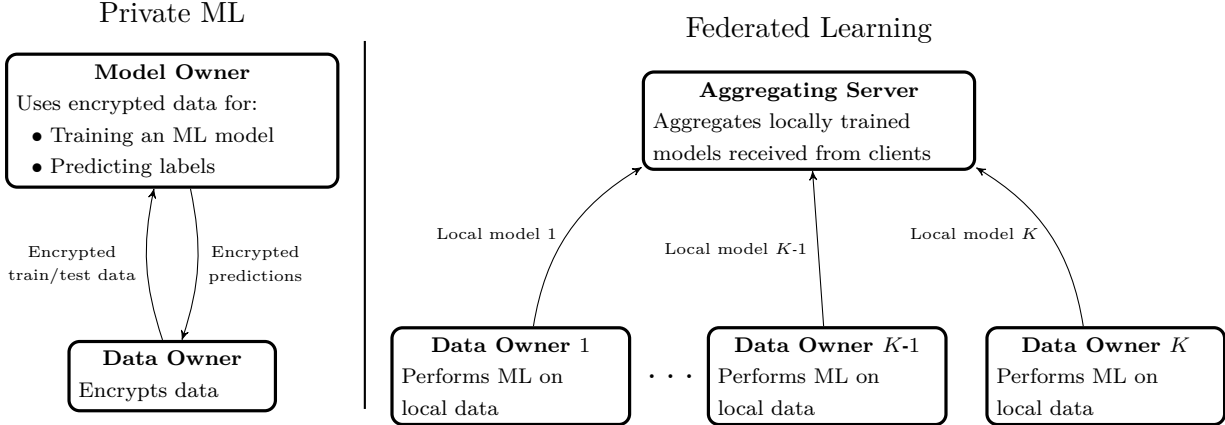 Private ML
Model Owner
Uses encrypted data for:
• Training an ML model
• Predicting labels
Encrypted
train/test data
Encrypted
predictions
Data Owner
Encrypts data
Federated Learning
Aggregating Server
Aggregates locally trained
models received from clients
Local model 1
Local model K-1
Local model K
Data Owner 1
Performs ML on
local data
. . .
Data Owner K-1
Performs ML on
local data
Data Owner K
Performs ML on
local data